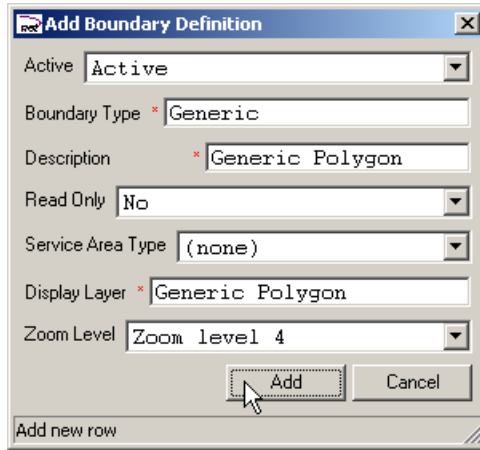 Add Boundary Definition
Active Active
Boundary Type * Generic
Description * Generic Polygon
Read Only No
Service Area Type (none)
Display Layer * Generic Polygon
Zoom Level Zoom level 4
Add Cancel
Add new row